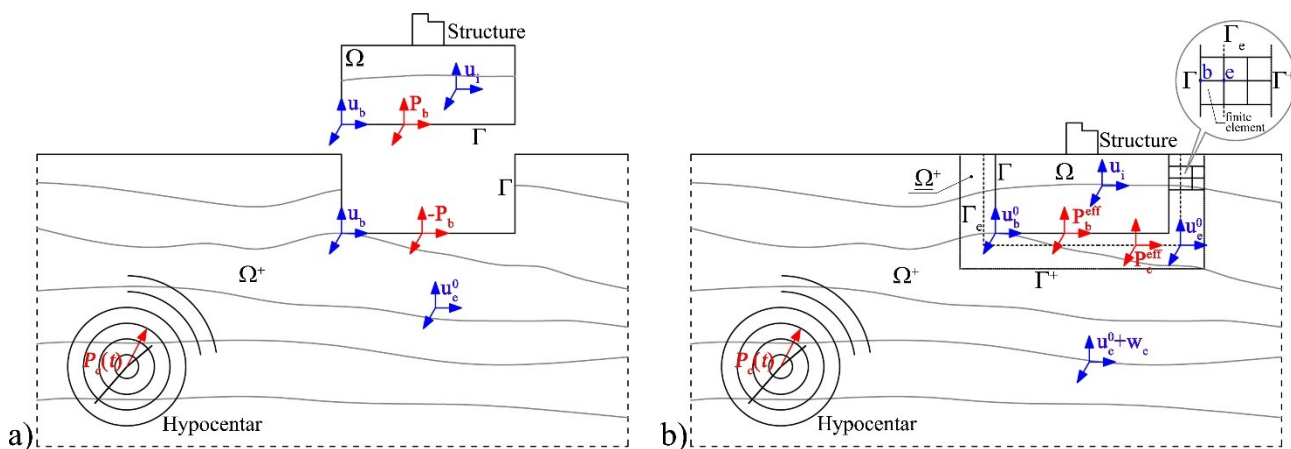 Structure
Ω
u_i
u_b
P_b
Γ
Γ
u_b
-P_b
Ω⁺
u_e^0
P_e(t)
Hypocentar
a)
Γ_e
Γ b e Γ⁺
finite
element
Structure
Ω⁺ Γ Ω
u_i
Γ_e
u_b^0
P_b^eff
u_e^0
P_e^eff
Ω⁺
Γ⁺
u_e^0+w_e
P_e(t)
Hypocentar
b)